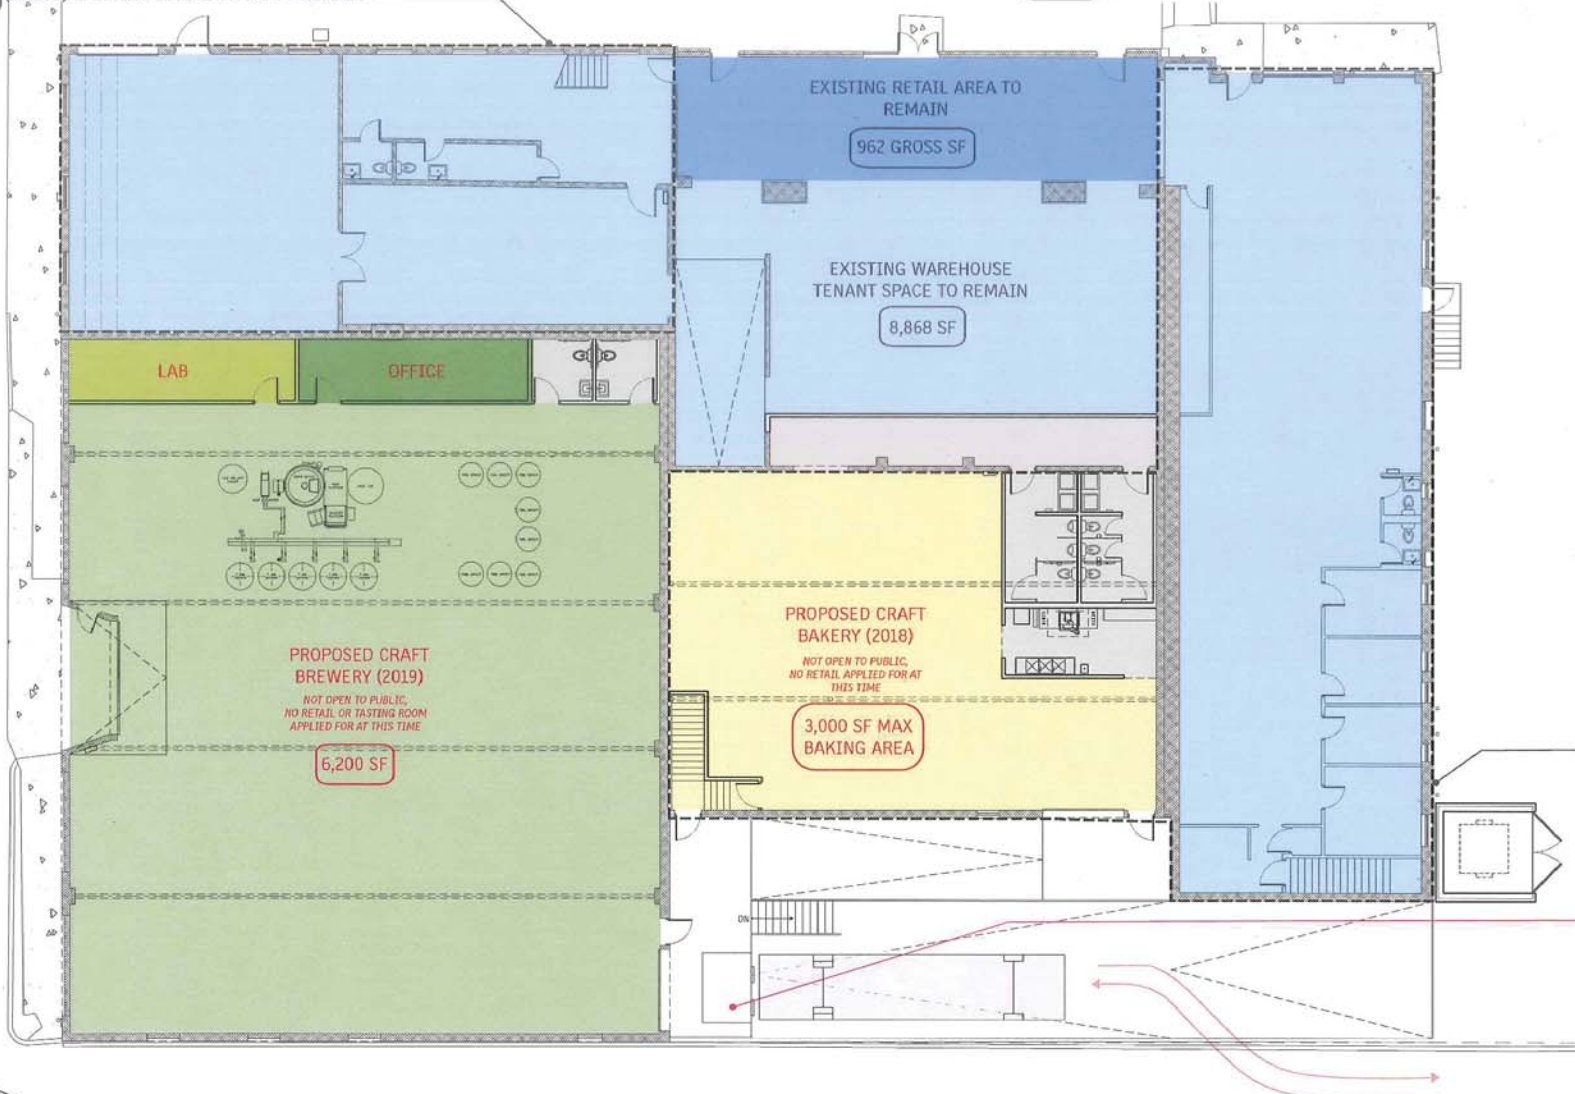 EXISTING RETAIL AREA TO
REMAIN
962 GROSS SF
EXISTING WAREHOUSE
TENANT SPACE TO REMAIN
8,868 SF
LAB
OFFICE
PROPOSED CRAFT
BREWERY (2019)
NOT OPEN TO PUBLIC,
NO RETAIL OR TASTING ROOM
APPLIED FOR AT THIS TIME
6,200 SF
PROPOSED CRAFT
BAKERY (2018)
NOT OPEN TO PUBLIC,
NO RETAIL APPLIED FOR AT
THIS TIME
3,000 SF MAX
BAKING AREA
DN